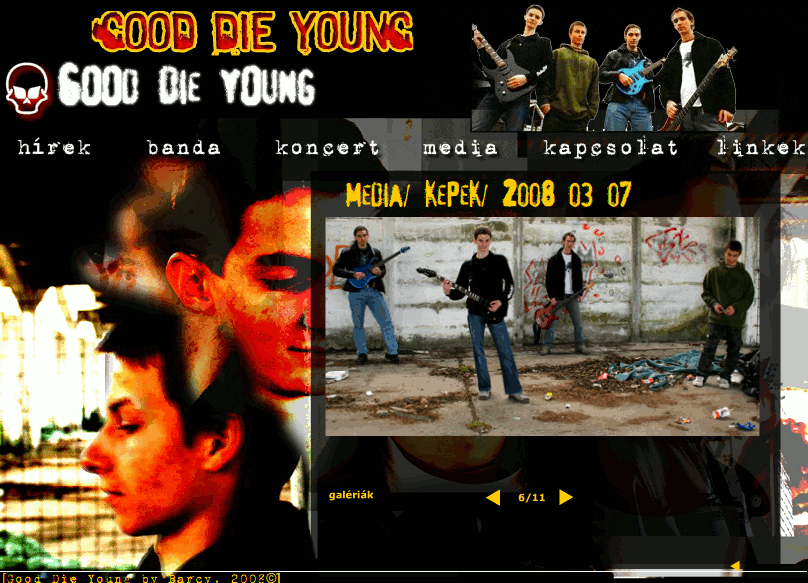 GOOD DIE YOUNG
GOOD DIE YOUNG
hírek banda koncert media kapcsolat linkek
MEDIA/ KEPEK/ 2008 03 07
galériák 6/11
[Good Die Young by Barcy, 2008©]